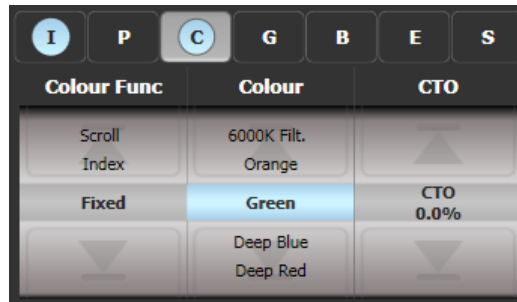 I P C G B E S
Colour Func Colour CTO
Scroll 6000K Filt.
Index Orange
Fixed Green CTO
0.0%
Deep Blue
Deep Red